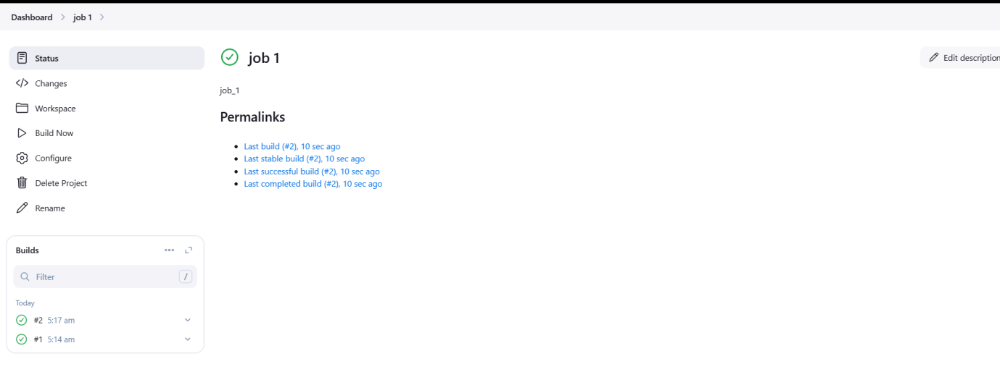 Dashboard > job 1 >
Status
Changes
Workspace
Build Now
Configure
Delete Project
Rename
Builds
Filter /
Today
#2 5:17 am
#1 5:14 am
job 1
Edit description
job_1
Permalinks
Last build (#2), 10 sec ago
Last stable build (#2), 10 sec ago
Last successful build (#2), 10 sec ago
Last completed build (#2), 10 sec ago